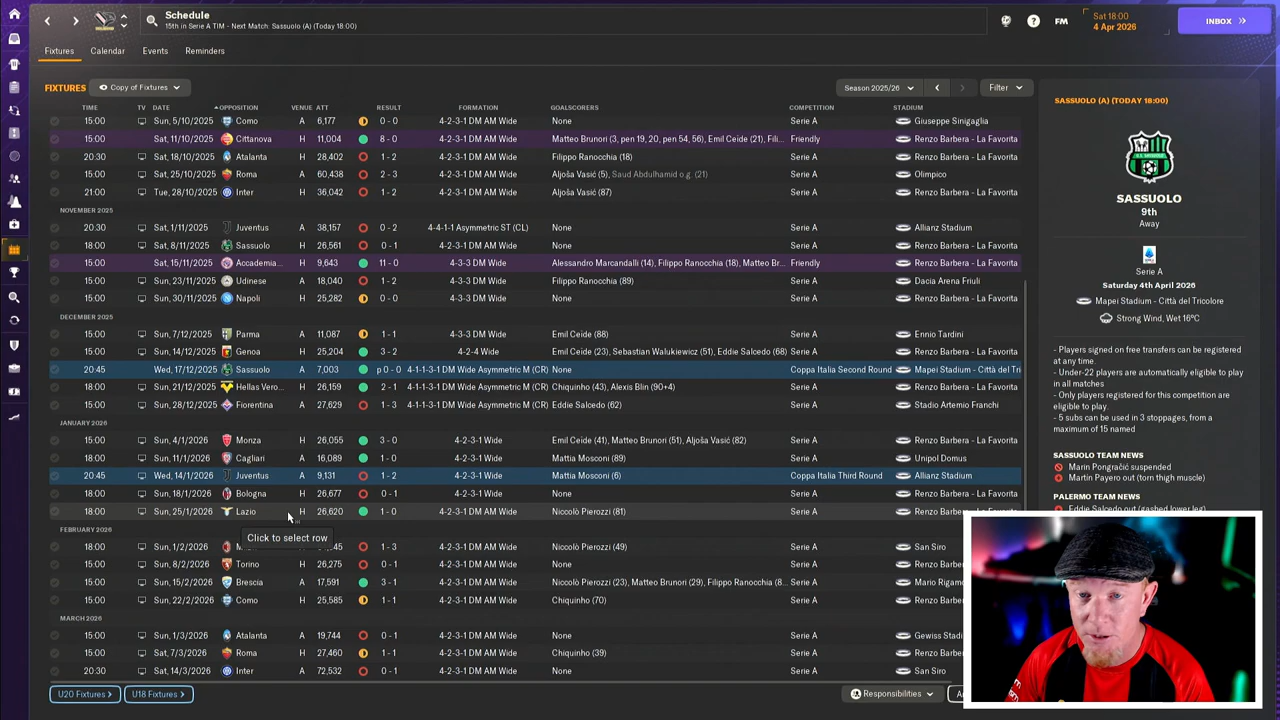 Schedule
15th in Serie A TIM - Next Match: Sassuolo (A) (Today 18:00)
FM
Sat 18:00
4 Apr 2026
INBOX
Fixtures Calendar Events Reminders
FIXTURES Copy of Fixtures Season 2025/26 Filter
TIME TV DATE OPPOSITION VENUE ATT RESULT FORMATION GOALSCORERS COMPETITION STADIUM
15:00 Sun, 5/10/2025 Como A 6,177 0 - 0 4-2-3-1 DM AM Wide None Serie A Giuseppe Sinigaglia
15:00 Sat, 11/10/2025 Cittanova H 11,004 8 - 0 4-2-3-1 DM AM Wide Matteo Brunori (3, pen 19, 20, pen 54, 56), Emil Ceide (21), Fili... Friendly Renzo Barbera - La Favorita
20:30 Sat, 18/10/2025 Atalanta H 28,402 1 - 2 4-2-3-1 DM AM Wide Filippo Ranocchia (18) Serie A Renzo Barbera - La Favorita
15:00 Sat, 25/10/2025 Roma A 60,438 2 - 3 4-2-3-1 DM AM Wide Aljoša Vasić (5), Saud Abdulhamid o.g. (21) Serie A Olimpico
21:00 Tue, 28/10/2025 Inter H 36,042 1 - 2 4-2-3-1 DM AM Wide Aljoša Vasić (87) Serie A Renzo Barbera - La Favorita
NOVEMBER 2025
20:30 Sat, 1/11/2025 Juventus A 38,157 0 - 2 4-4-1-1 Asymmetric ST (CL) None Serie A Allianz Stadium
18:00 Sat, 8/11/2025 Sassuolo H 26,561 0 - 1 4-2-3-1 DM AM Wide None Serie A Renzo Barbera - La Favorita
15:00 Sat, 15/11/2025 Accademia... H 9,643 11 - 0 4-3-3 DM Wide Alessandro Marcandalli (14), Filippo Ranocchia (18), Matteo Br... Friendly Renzo Barbera - La Favorita
15:00 Sun, 23/11/2025 Udinese A 18,040 1 - 2 4-3-3 DM Wide Filippo Ranocchia (89) Serie A Dacia Arena Friuli
15:00 Sun, 30/11/2025 Napoli H 25,282 0 - 0 4-3-3 DM Wide None Serie A Renzo Barbera - La Favorita
DECEMBER 2025
15:00 Sun, 7/12/2025 Parma A 11,087 1 - 1 4-3-3 DM Wide Emil Ceide (88) Serie A Ennio Tardini
15:00 Sun, 14/12/2025 Genoa H 25,204 3 - 2 4-2-4 Wide Emil Ceide (23), Sebastian Walukiewicz (51), Eddie Salcedo (68) Serie A Renzo Barbera - La Favorita
20:45 Wed, 17/12/2025 Sassuolo A 7,003 p 0 - 0 4-1-1-3-1 DM Wide Asymmetric M (CR) None Coppa Italia Second Round Mapei Stadium - Città del Tri
18:00 Sun, 21/12/2025 Hellas Vero... H 26,159 2 - 1 4-1-1-3-1 DM Wide Asymmetric M (CR) Chiquinho (43), Alexis Blin (90+4) Serie A Renzo Barbera - La Favorita
15:00 Sun, 28/12/2025 Fiorentina A 27,629 1 - 3 4-1-1-3-1 DM Wide Asymmetric M (CR) Eddie Salcedo (62) Serie A Stadio Artemio Franchi
JANUARY 2026
15:00 Sun, 4/1/2026 Monza H 26,055 3 - 0 4-2-3-1 Wide Emil Ceide (41), Matteo Brunori (51), Aljoša Vasić (82) Serie A Renzo Barbera - La Favorita
15:00 Sun, 11/1/2026 Cagliari A 16,089 1 - 0 4-2-3-1 Wide Mattia Mosconi (89) Serie A Unipol Domus
20:45 Wed, 14/1/2026 Juventus A 9,131 1 - 2 4-2-3-1 Wide Mattia Mosconi (6) Coppa Italia Third Round Allianz Stadium
18:00 Sun, 18/1/2026 Bologna H 26,677 0 - 1 4-2-3-1 Wide None Serie A Renzo Barbera - La Favorita
18:00 Sun, 25/1/2026 Lazio H 26,620 1 - 0 4-2-3-1 DM AM Wide Niccolò Pierozzi (81) Serie A Renzo Barbera - La Favorita
FEBRUARY 2026
Click to select row
18:00 Sun, 1/2/2026 1 - 3 4-2-3-1 DM AM Wide Niccolò Pierozzi (49) Serie A San Siro
15:00 Sun, 8/2/2026 Torino H 26,275 0 - 1 4-2-3-1 DM AM Wide None Serie A Renzo
15:00 Sun, 15/2/2026 Brescia A 17,591 3 - 1 4-2-3-1 DM AM Wide Niccolò Pierozzi (23), Matteo Brunori (29), Filippo Ranocchia (8... Serie A Mario
15:00 Sun, 22/2/2026 Como H 25,585 1 - 1 4-2-3-1 DM AM Wide Chiquinho (70) Serie A Renzo
MARCH 2026
15:00 Sun, 1/3/2026 Atalanta A 19,744 0 - 1 4-2-3-1 DM AM Wide None Serie A Gewiss
15:00 Sat, 7/3/2026 Roma H 27,460 1 - 1 4-2-3-1 DM AM Wide Chiquinho (39) Serie A Renzo
20:30 Sat, 14/3/2026 Inter A 72,532 0 - 1 4-2-3-1 DM AM Wide None Serie A San Siro
U20 Fixtures U18 Fixtures Responsibilities
SASSUOLO (A) (TODAY 18:00)
SASSUOLO
9th
Away
Serie A
Saturday 4th April 2026
Mapei Stadium - Città del Tricolore
Strong Wind, Wet 16°C
- Players signed on free transfers can be registered
at any time.
- Under-22 players are automatically eligible to play
in all matches
- Only players registered for this competition are
eligible to play.
- 5 subs can be used in 3 stoppages, from a
maximum of 15 named
SASSUOLO TEAM NEWS
Marin Pongračić suspended
Martín Payero out (torn thigh muscle)
PALERMO TEAM NEWS
Eddie Salcedo out (gashed lower leg)